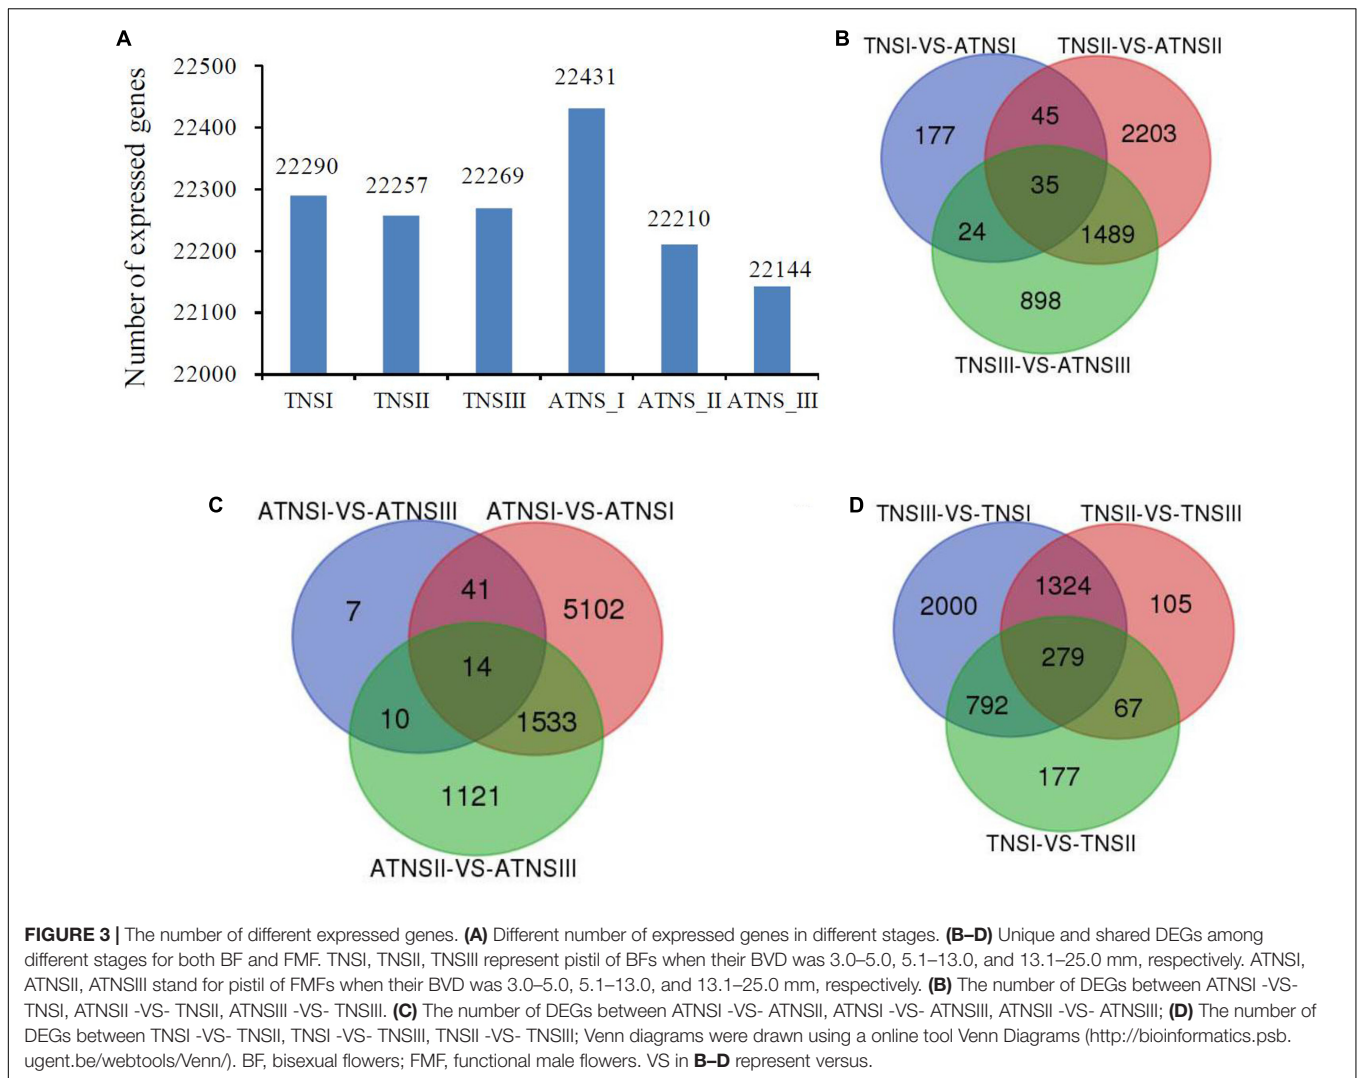 A
Number of expressed genes
22500
22400
22300
22200
22100
22000
22290
22257
22269
22431
22210
22144
TNSI
TNSII
TNSIII
ATNS_I
ATNS_II
ATNS_III
B
TNSI-VS-ATNSI
TNSII-VS-ATNSII
177
45
2203
35
24
1489
898
TNSIII-VS-ATNSIII
C
ATNSI-VS-ATNSIII
ATNSI-VS-ATNSI
7
41
5102
14
10
1533
1121
ATNSII-VS-ATNSIII
D
TNSIII-VS-TNSI
TNSII-VS-TNSIII
2000
1324
105
279
792
67
177
TNSI-VS-TNSII
FIGURE 3 | The number of different expressed genes. (A) Different number of expressed genes in different stages. (B–D) Unique and shared DEGs among
different stages for both BF and FMF. TNSI, TNSII, TNSIII represent pistil of BFs when their BVD was 3.0–5.0, 5.1–13.0, and 13.1–25.0 mm, respectively. ATNSI,
ATNSII, ATNSIII stand for pistil of FMFs when their BVD was 3.0–5.0, 5.1–13.0, and 13.1–25.0 mm, respectively. (B) The number of DEGs between ATNSI -VS-
TNSI, ATNSII -VS- TNSII, ATNSIII -VS- TNSIII. (C) The number of DEGs between ATNSI -VS- ATNSII, ATNSI -VS- ATNSIII, ATNSII -VS- ATNSIII; (D) The number of
DEGs between TNSI -VS- TNSII, TNSI -VS- TNSIII, TNSII -VS- TNSIII; Venn diagrams were drawn using a online tool Venn Diagrams (http://bioinformatics.psb.
ugent.be/webtools/Venn/). BF, bisexual flowers; FMF, functional male flowers. VS in B–D represent versus.